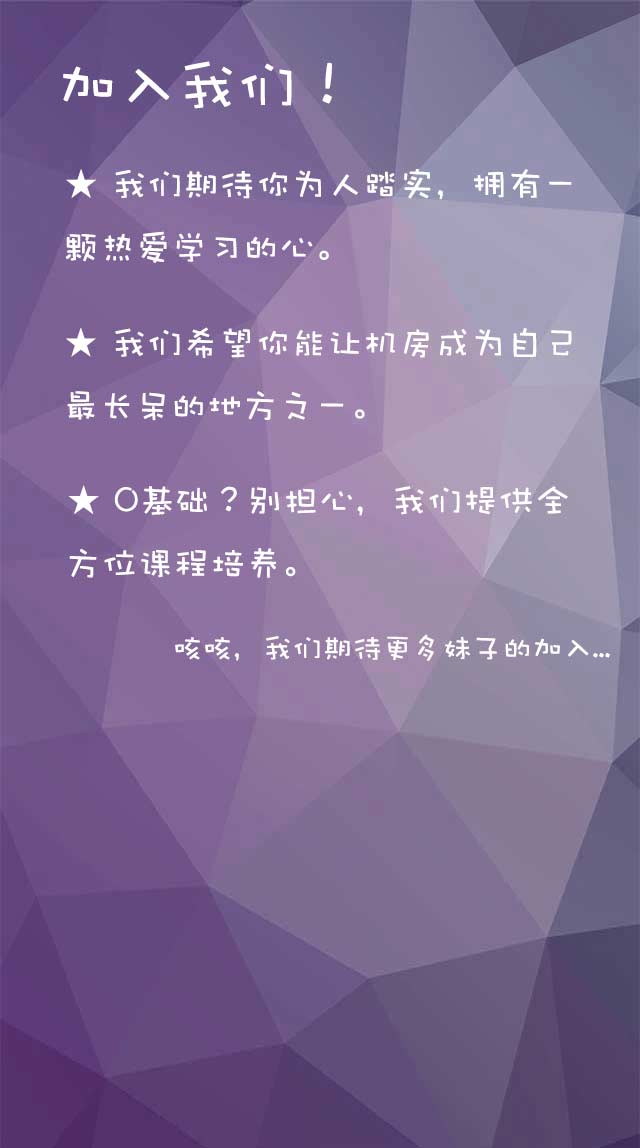 加入我们！
★ 我们期待你为人踏实，拥有一
颗热爱学习的心。
★ 我们希望你能让机房成为自己
最长呆的地方之一。
★ 0基础？别担心，我们提供全
方位课程培养。
咳咳，我们期待更多妹子的加入...